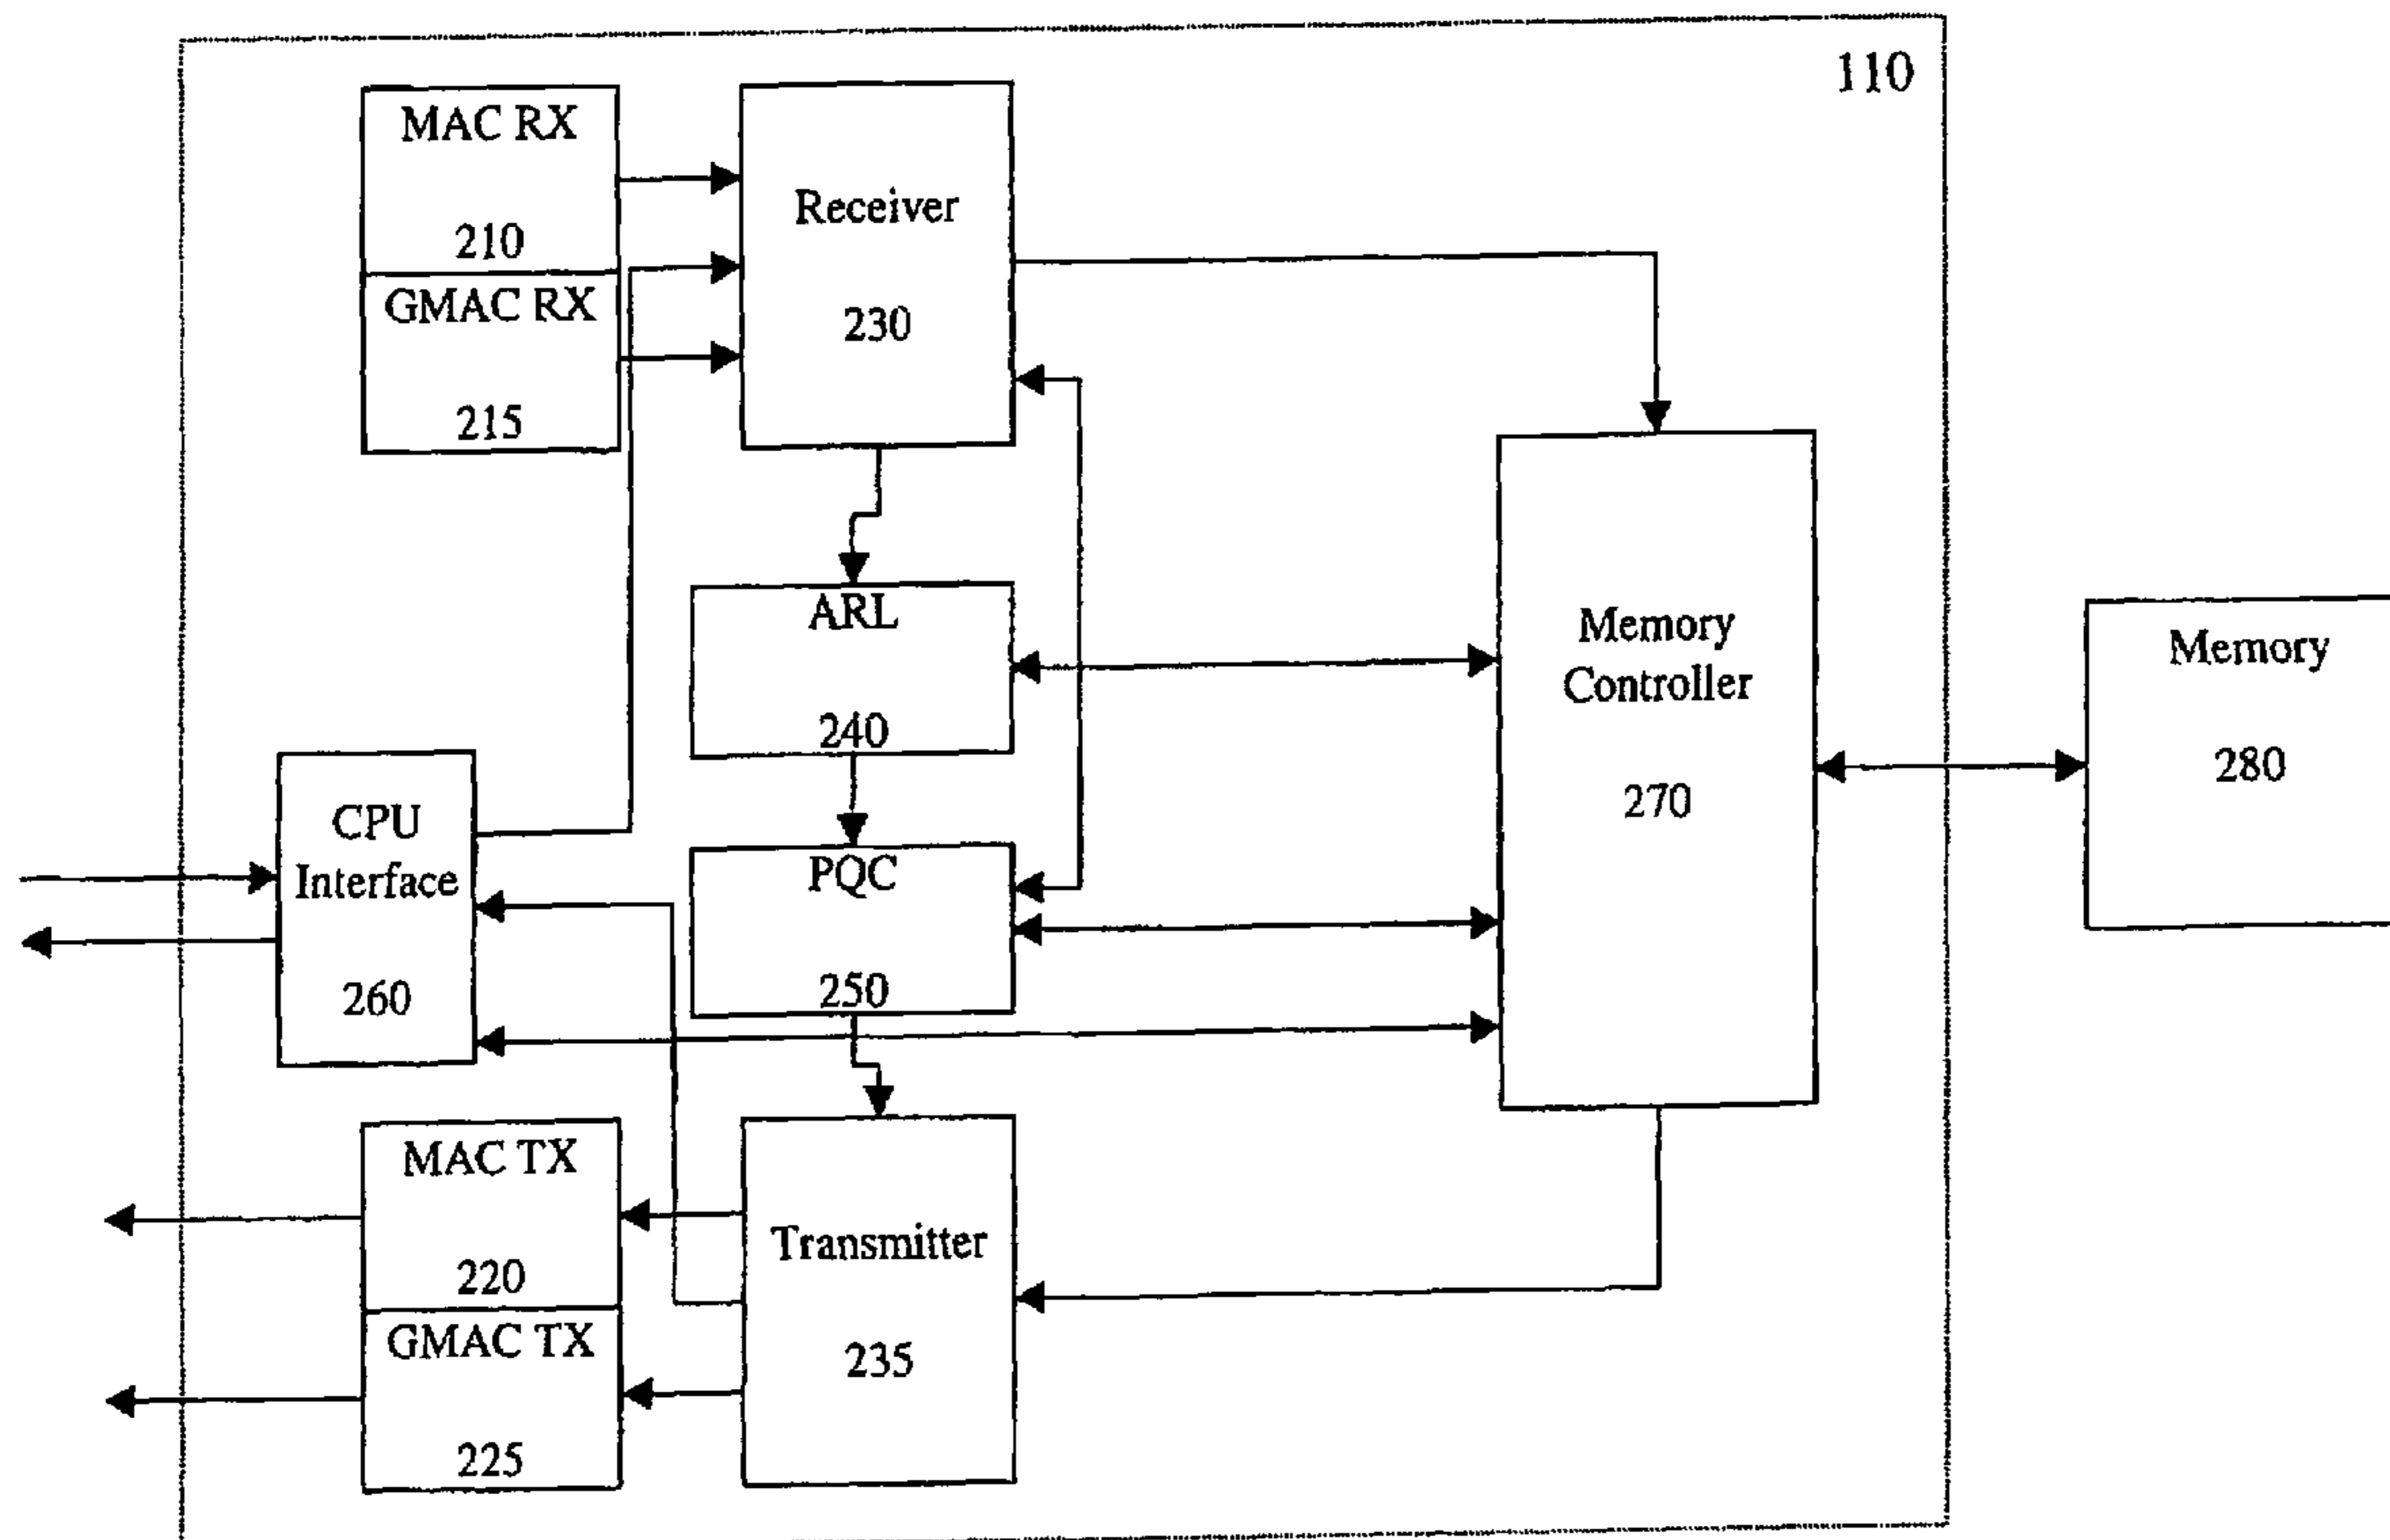 110
MAC RX
210
GMAC RX
215
Receiver
230
ARL
240
Memory
Controller
270
Memory
280
CPU
Interface
260
PQC
250
MAC TX
220
GMAC TX
225
Transmitter
235